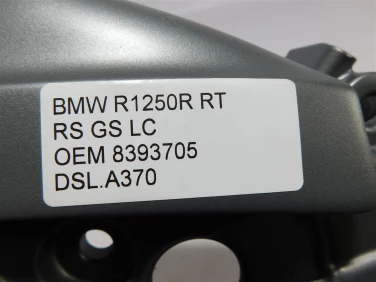 BMW R1250R RT
RS GS LC
OEM 8393705
DSL.A370